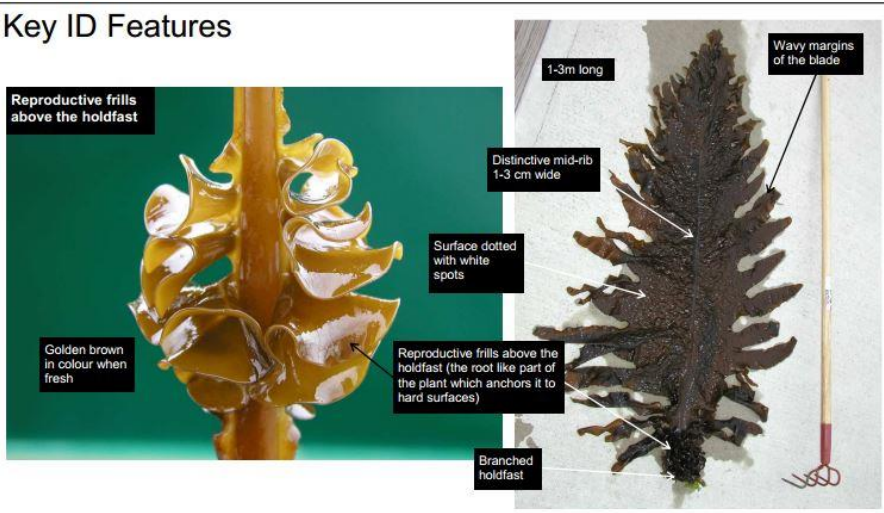 Key ID Features
Reproductive frills
above the holdfast
1-3m long
Wavy margins
of the blade
Distinctive mid-rib
1-3 cm wide
Surface dotted
with white
spots
Golden brown
in colour when
fresh
Reproductive frills above the
holdfast (the root like part of
the plant which anchors it to
hard surfaces)
Branched
holdfast